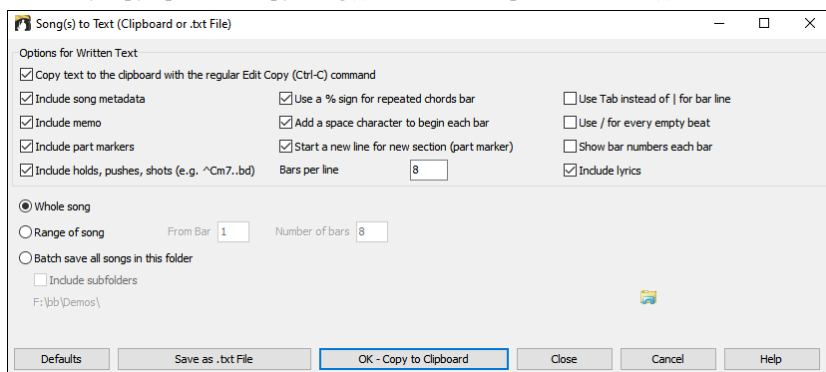 Song(s) to Text (Clipboard or .txt File)
Options for Written Text
Copy text to the clipboard with the regular Edit Copy (Ctrl-C) command
Include song metadata
Use a % sign for repeated chords bar
Use Tab instead of | for bar line
Include memo
Add a space character to begin each bar
Use / for every empty beat
Include part markers
Start a new line for new section (part marker)
Show bar numbers each bar
Include holds, pushes, shots (e.g. ^Cm7..bd)
Bars per line 8
Include lyrics
Whole song
Range of song From Bar 1 Number of bars 8
Batch save all songs in this folder
Include subfolders
F:\bb\Demos\
Defaults
Save as .txt File
OK - Copy to Clipboard
Close
Cancel
Help